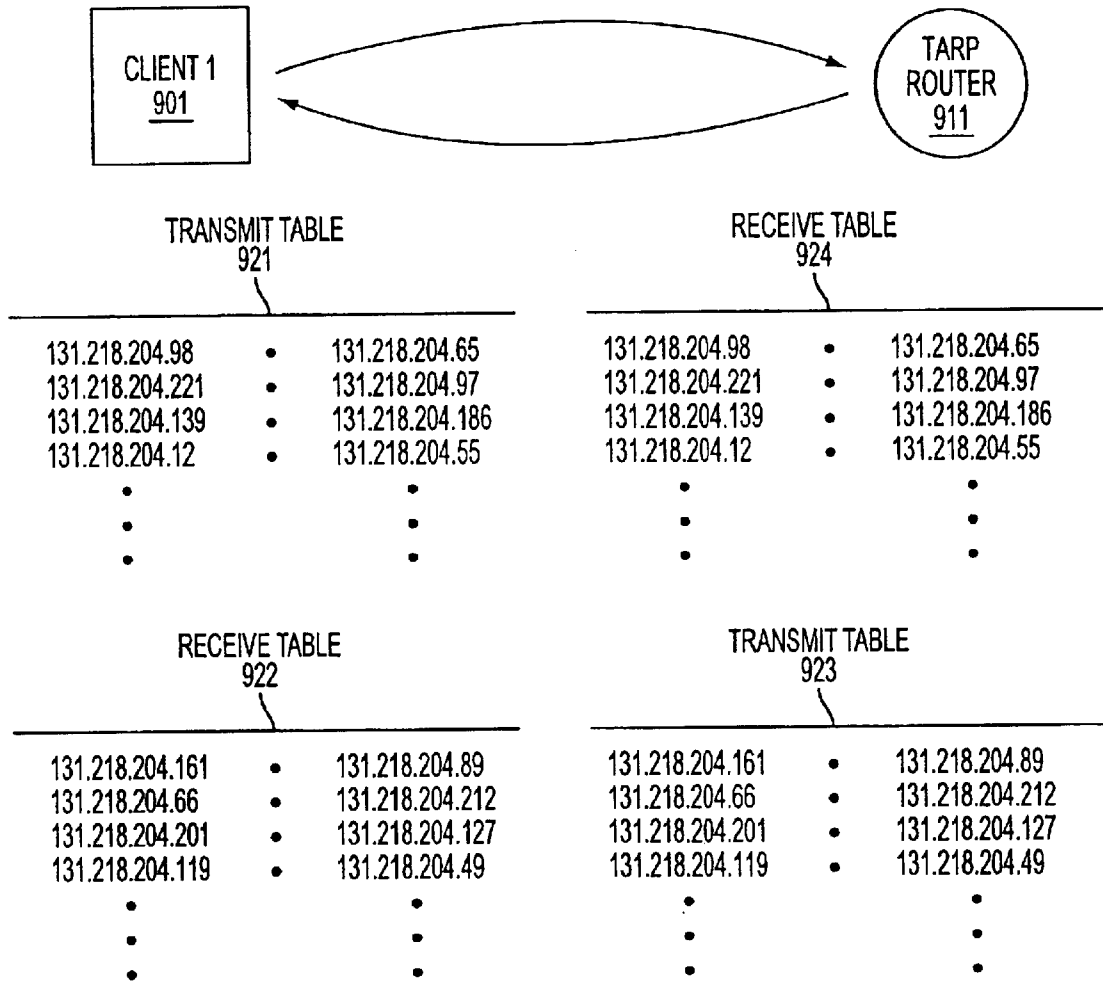 CLIENT 1
901
TARP
ROUTER
911
TRANSMIT TABLE
921
131.218.204.98 • 131.218.204.65
131.218.204.221 • 131.218.204.97
131.218.204.139 • 131.218.204.186
131.218.204.12 • 131.218.204.55
RECEIVE TABLE
924
131.218.204.98 • 131.218.204.65
131.218.204.221 • 131.218.204.97
131.218.204.139 • 131.218.204.186
131.218.204.12 • 131.218.204.55
RECEIVE TABLE
922
131.218.204.161 • 131.218.204.89
131.218.204.66 • 131.218.204.212
131.218.204.201 • 131.218.204.127
131.218.204.119 • 131.218.204.49
TRANSMIT TABLE
923
131.218.204.161 • 131.218.204.89
131.218.204.66 • 131.218.204.212
131.218.204.201 • 131.218.204.127
131.218.204.119 • 131.218.204.49